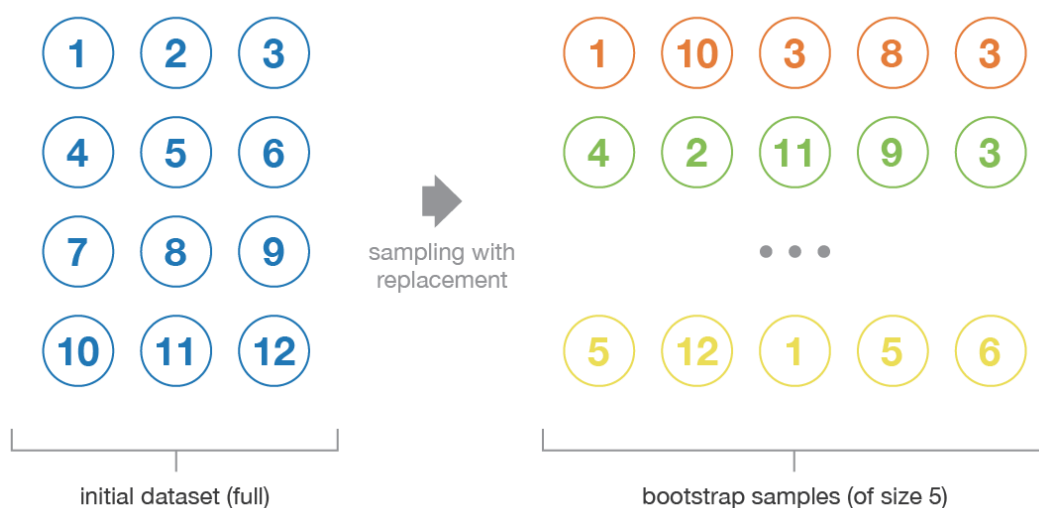 1 2 3
4 5 6
7 8 9
10 11 12
initial dataset (full)
sampling with
replacement
1 10 3 8 3
4 2 11 9 3
5 12 1 5 6
bootstrap samples (of size 5)